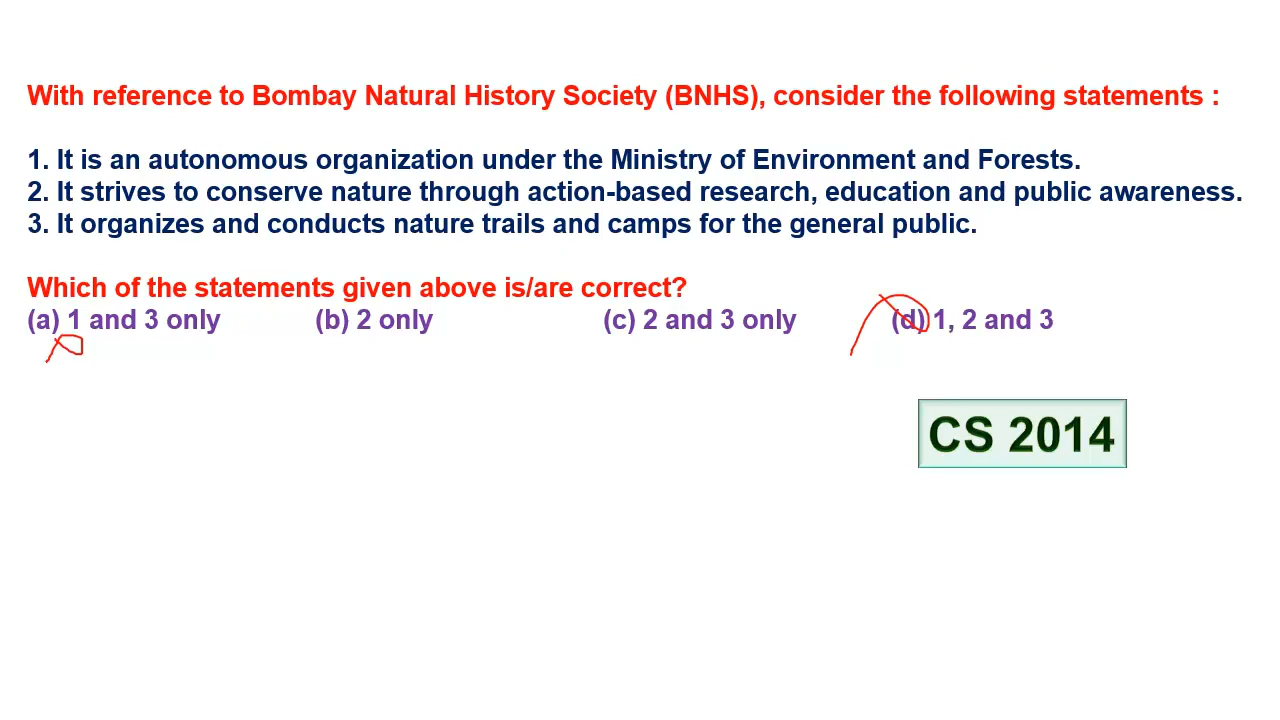 With reference to Bombay Natural History Society (BNHS), consider the following statements :
1. It is an autonomous organization under the Ministry of Environment and Forests.
2. It strives to conserve nature through action-based research, education and public awareness.
3. It organizes and conducts nature trails and camps for the general public.
Which of the statements given above is/are correct?
(a) 1 and 3 only (b) 2 only (c) 2 and 3 only (d) 1, 2 and 3
CS 2014